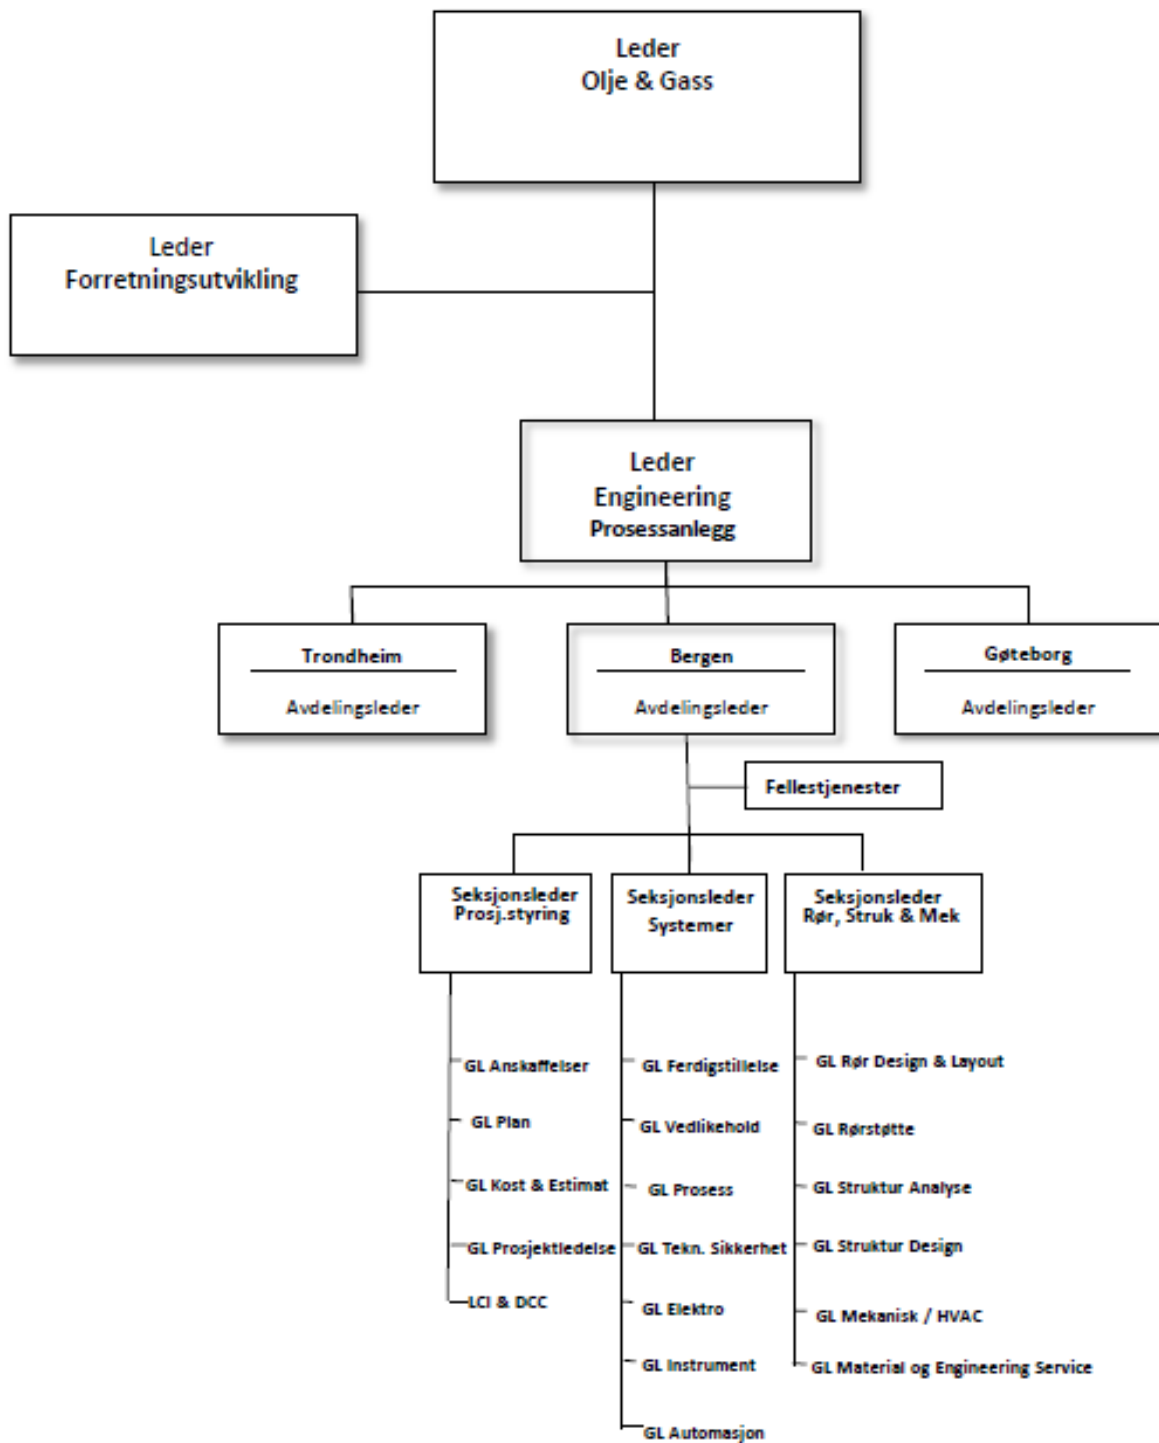 Leder
Olje & Gass
Leder
Forretningsutvikling
Leder
Engineering
Prosessanlegg
Trondheim
Avdelingsleder
Bergen
Avdelingsleder
Gøteborg
Avdelingsleder
Fellestjenester
Seksjonsleder
Prosj.styring
Seksjonsleder
Systemer
Seksjonsleder
Rør, Struk & Mek
GL Anskaffelser
GL Plan
GL Kost & Estimat
GL Prosjektledelse
LCI & DCC
GL Ferdigstillelse
GL Vedlikehold
GL Prosess
GL Tekn. Sikkerhet
GL Elektro
GL Instrument
GL Automasjon
GL Rør Design & Layout
GL Rørstøtte
GL Struktur Analyse
GL Struktur Design
GL Mekanisk / HVAC
GL Material og Engineering Service